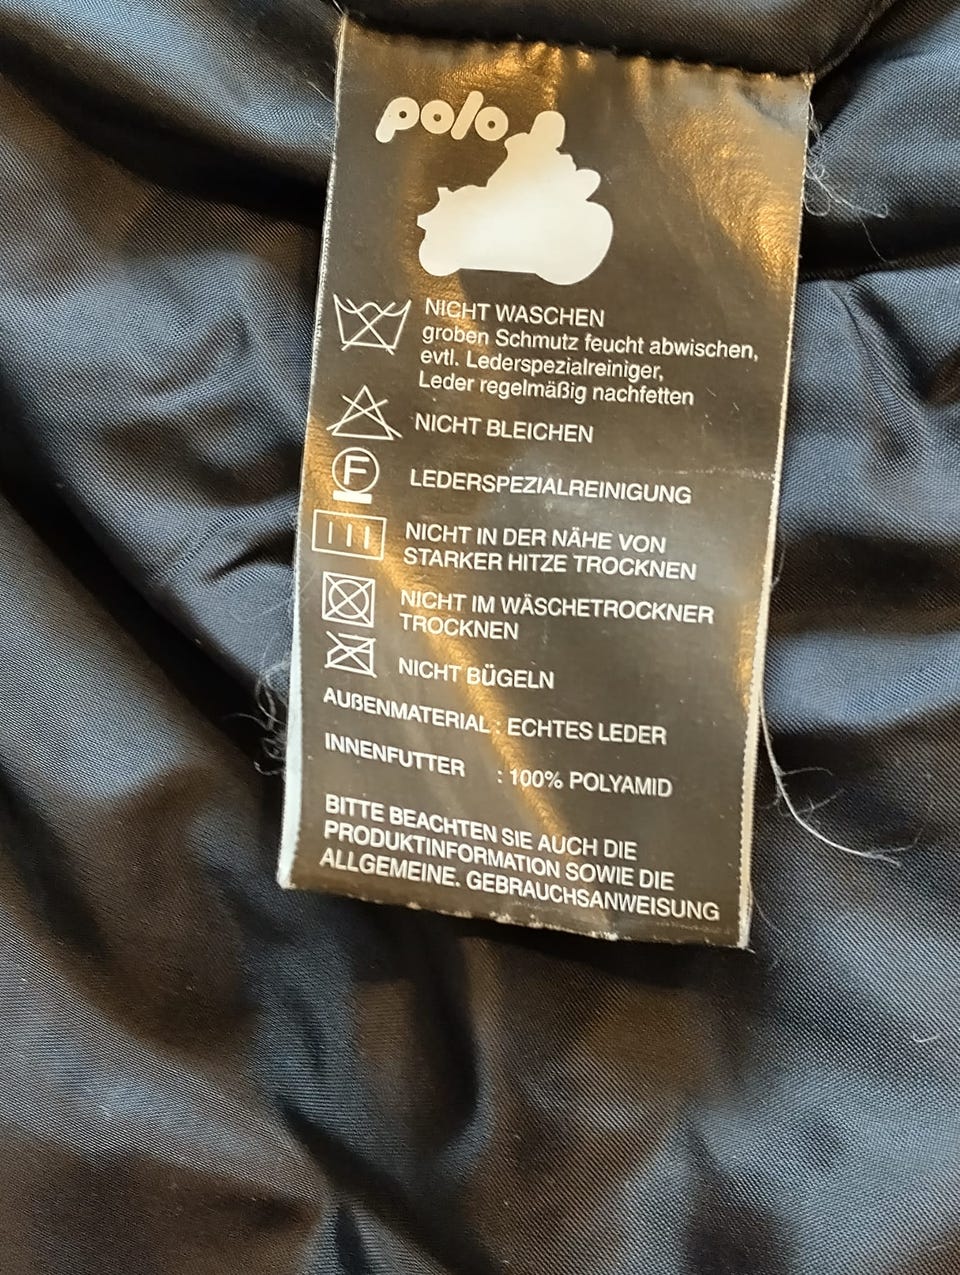 polo
NICHT WASCHEN
groben Schmutz feucht abwischen,
evtl. Lederspezialreiniger,
Leder regelmäßig nachfetten
NICHT BLEICHEN
F
LEDERSPEZIALREINIGUNG
NICHT IN DER NÄHE VON
STARKER HITZE TROCKNEN
NICHT IM WÄSCHETROCKNER
TROCKNEN
NICHT BÜGELN
AUßENMATERIAL : ECHTES LEDER
INNENFUTTER : 100% POLYAMID
BITTE BEACHTEN SIE AUCH DIE
PRODUKTINFORMATION SOWIE DIE
ALLGEMEINE. GEBRAUCHSANWEISUNG